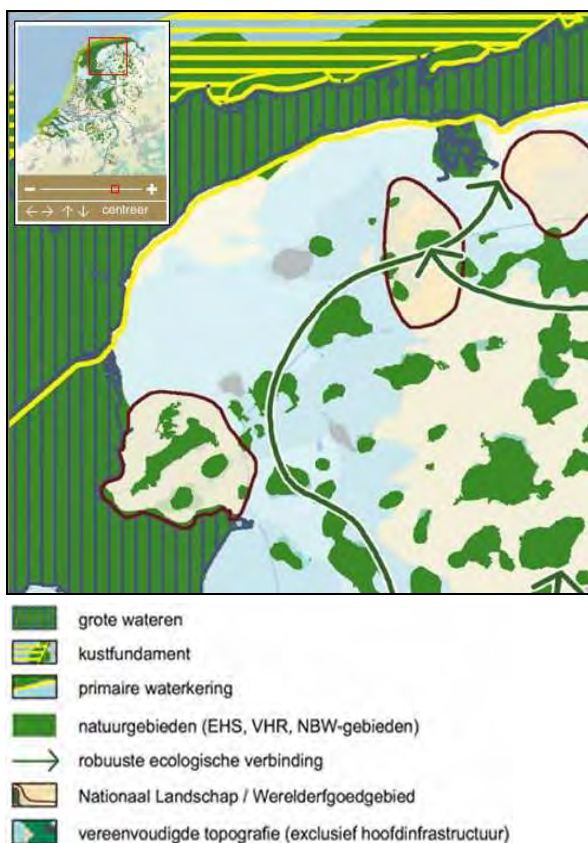 centreer
grote wateren
kustfundament
primaire waterkering
natuurgebieden (EHS, VHR, NBW-gebieden)
robuuste ecologische verbinding
Nationaal Landschap / Werelderfgoedgebied
vereenvoudigde topografie (exclusief hoofdinfrastructuur)